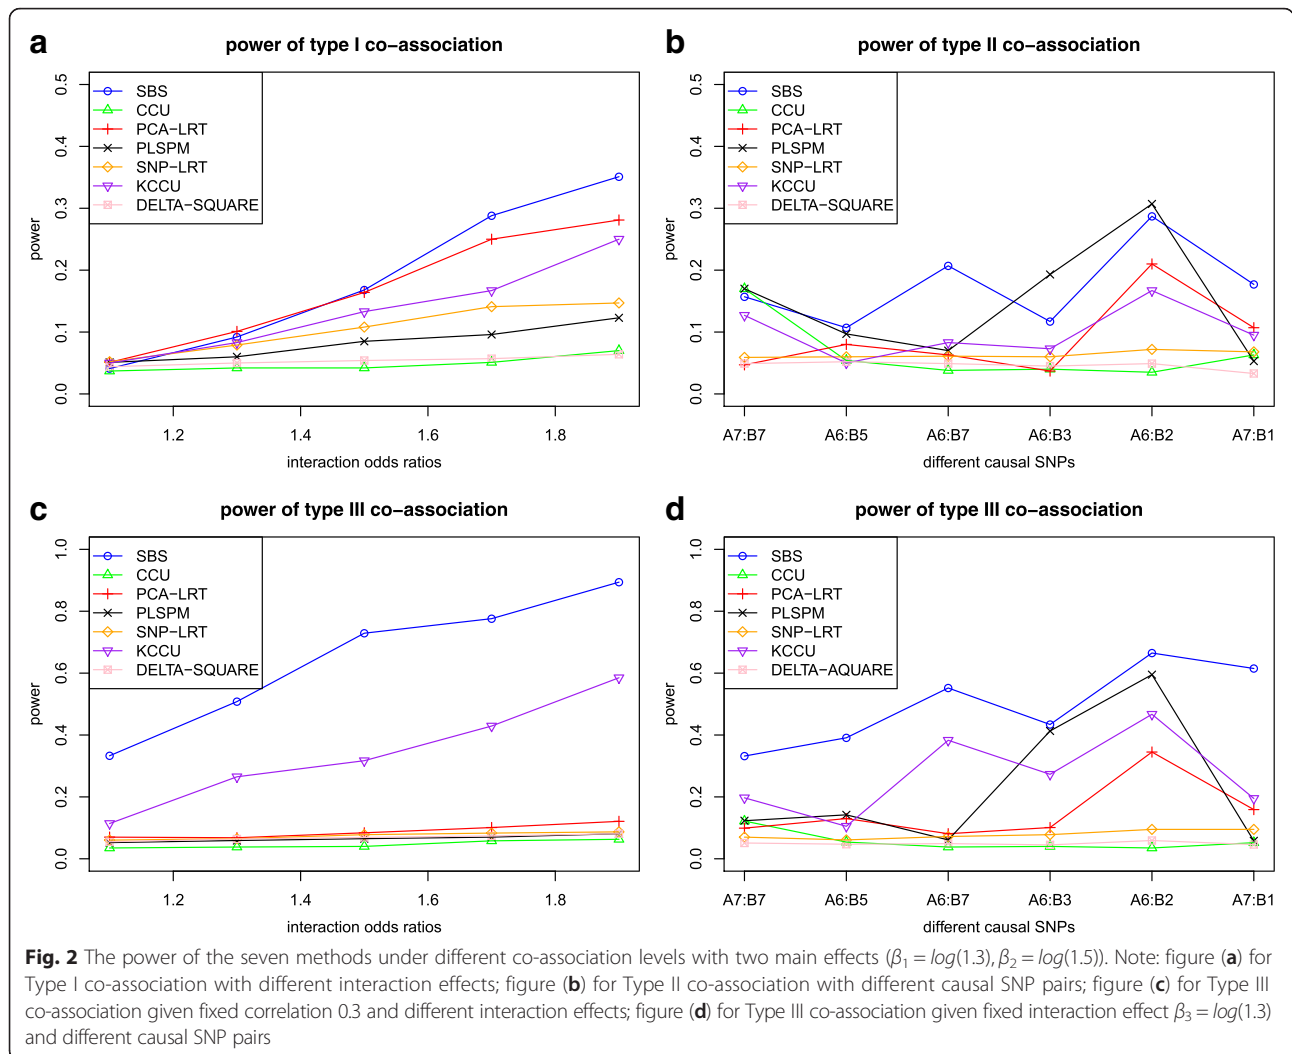 a
power of type I co−association
SBS
CCU
PCA−LRT
PLSPM
SNP−LRT
KCCU
DELTA−SQUARE
power
0.0
0.1
0.2
0.3
0.4
0.5
1.2
1.4
1.6
1.8
interaction odds ratios
b
power of type II co−association
SBS
CCU
PCA−LRT
PLSPM
SNP−LRT
KCCU
DELTA−SQUARE
power
0.0
0.1
0.2
0.3
0.4
0.5
A7:B7
A6:B5
A6:B7
A6:B3
A6:B2
A7:B1
different causal SNPs
c
power of type III co−association
SBS
CCU
PCA−LRT
PLSPM
SNP−LRT
KCCU
DELTA−SQUARE
power
0.0
0.2
0.4
0.6
0.8
1.0
1.2
1.4
1.6
1.8
interaction odds ratios
d
power of type III co−association
SBS
CCU
PCA−LRT
PLSPM
SNP−LRT
KCCU
DELTA−AQUARE
power
0.0
0.2
0.4
0.6
0.8
1.0
A7:B7
A6:B5
A6:B7
A6:B3
A6:B2
A7:B1
different causal SNPs
Fig. 2 The power of the seven methods under different co-association levels with two main effects (β₁ = log(1.3), β₂ = log(1.5)). Note: figure (a) for
Type I co-association with different interaction effects; figure (b) for Type II co-association with different causal SNP pairs; figure (c) for Type III
co-association given fixed correlation 0.3 and different interaction effects; figure (d) for Type III co-association given fixed interaction effect β₃ = log(1.3)
and different causal SNP pairs